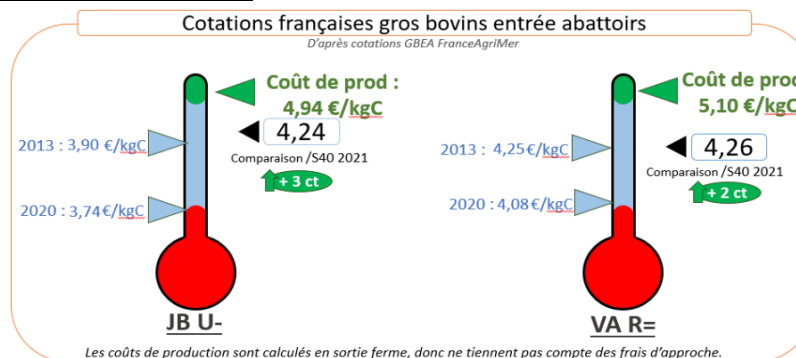 Cotations françaises gros bovins entrée abattoirs
D'après cotations GBEA FranceAgriMer
Coût de prod :
4,94 €/kgC
4,24
2013 : 3,90 €/kgC
Comparaison /S40 2021
+ 3 ct
2020 : 3,74€/kgC
JB U-
Coût de prod
5,10 €/kgC
2013 : 4,25€/kgC
4,26
Comparaison /S40 2021
+ 2 ct
2020 : 4,08€/kgC
VA R=
Les coûts de production sont calculés en sortie ferme, donc ne tiennent pas compte des frais d'approche.